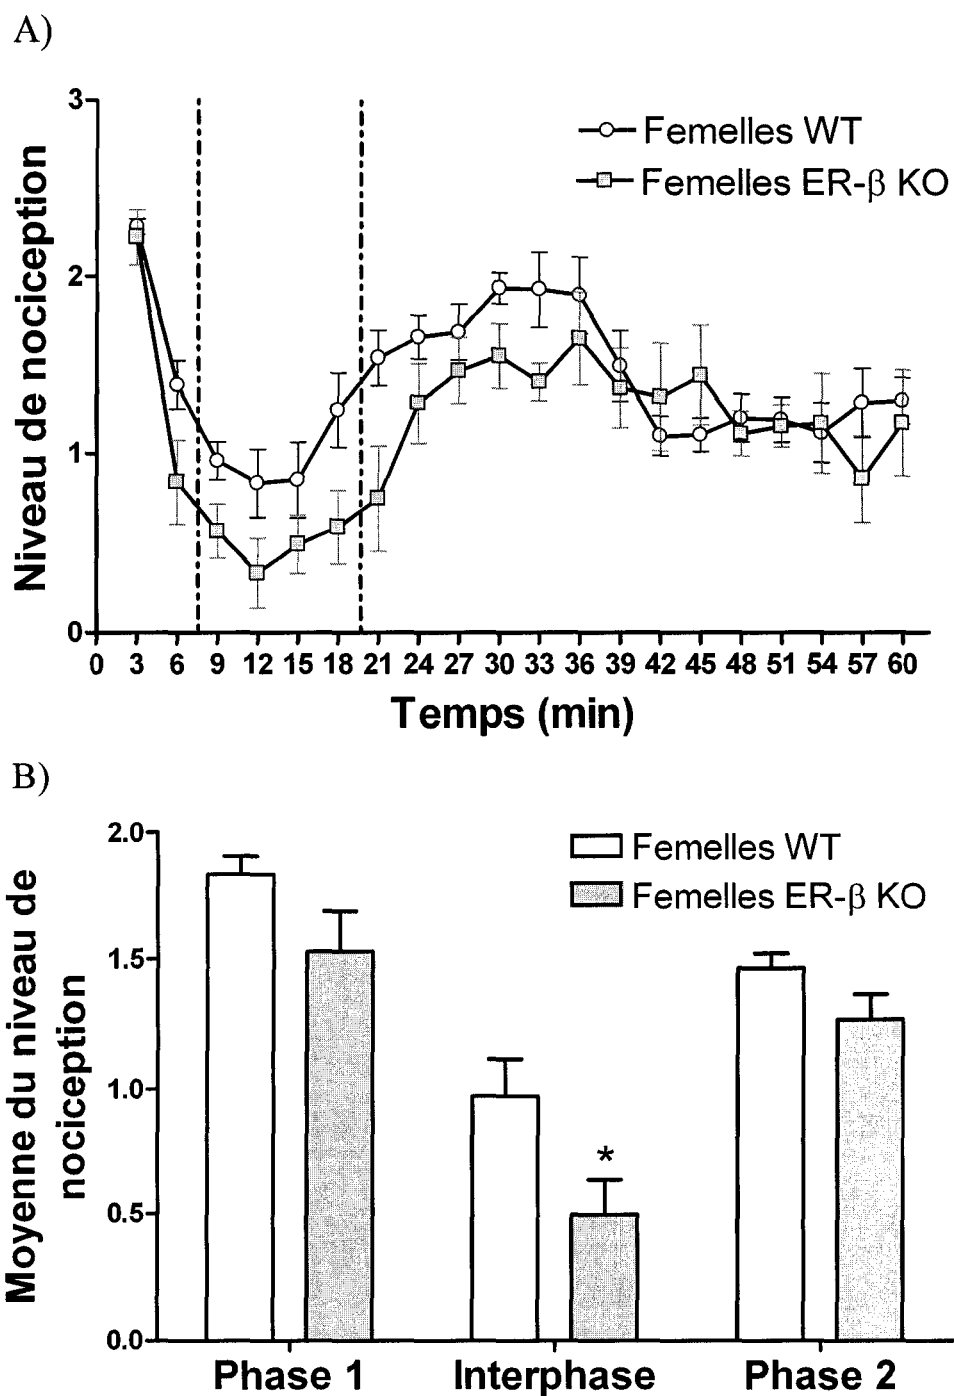 A)
3
2
1
0
Niveau de nociception
Femelles WT
Femelles ER-β KO
0 3 6 9 12 15 18 21 24 27 30 33 36 39 42 45 48 51 54 57 60
Temps (min)
B)
2.0
1.5
1.0
0.5
0.0
Moyenne du niveau de
nociception
Femelles WT
Femelles ER-β KO
*
Phase 1 Interphase Phase 2